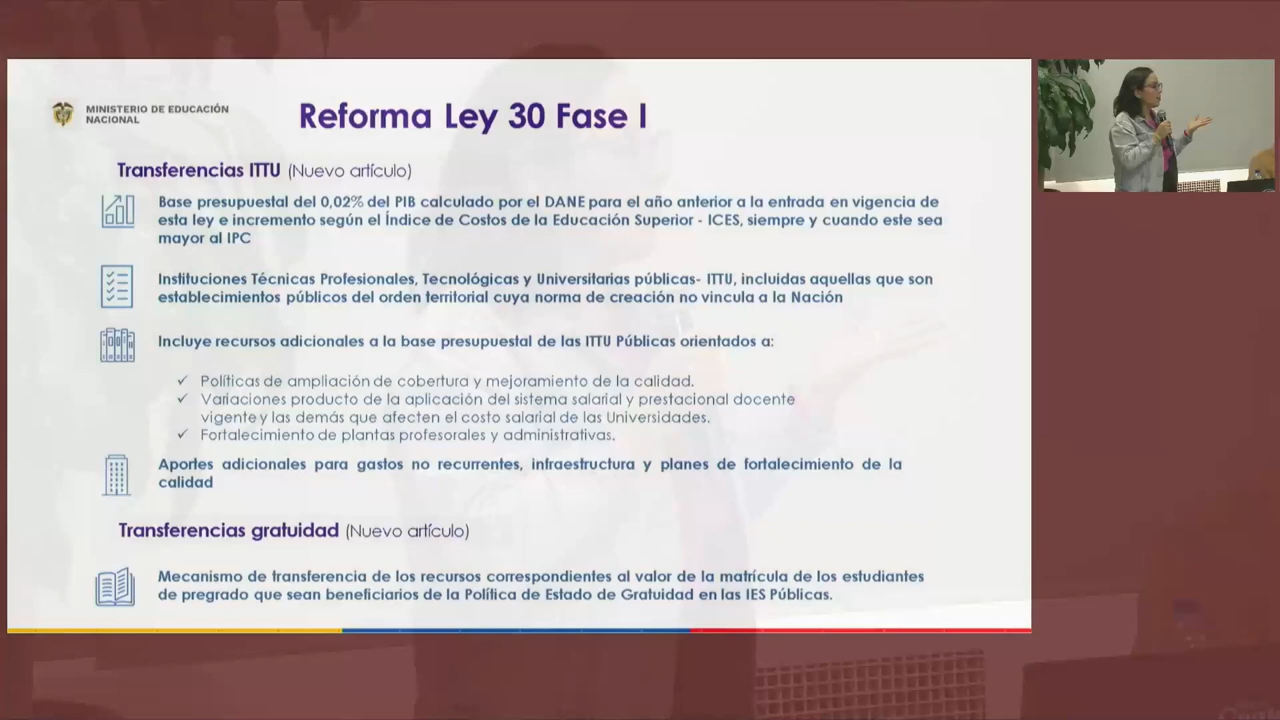 MINISTERIO DE EDUCACIÓN
NACIONAL
Reforma Ley 30 Fase I
Transferencias ITTU (Nuevo artículo)
Base presupuestal del 0,02% del PIB calculado por el DANE para el año anterior a la entrada en vigencia de
esta ley e incremento según el Índice de Costos de la Educación Superior - ICES, siempre y cuando este sea
mayor al IPC
Instituciones Técnicas Profesionales, Tecnológicas y Universitarias públicas- ITTU, incluidas aquellas que son
establecimientos públicos del orden territorial cuya norma de creación no vincula a la Nación
Incluye recursos adicionales a la base presupuestal de las ITTU Públicas orientados a:
✓ Políticas de ampliación de cobertura y mejoramiento de la calidad.
✓ Variaciones producto de la aplicación del sistema salarial y prestacional docente
vigente y las demás que afecten el costo salarial de las Universidades.
✓ Fortalecimiento de plantas profesorales y administrativas.
Aportes adicionales para gastos no recurrentes, infraestructura y planes de fortalecimiento de la
calidad
Transferencias gratuidad (Nuevo artículo)
Mecanismo de transferencia de los recursos correspondientes al valor de la matrícula de los estudiantes
de pregrado que sean beneficiarios de la Política de Estado de Gratuidad en las IES Públicas.